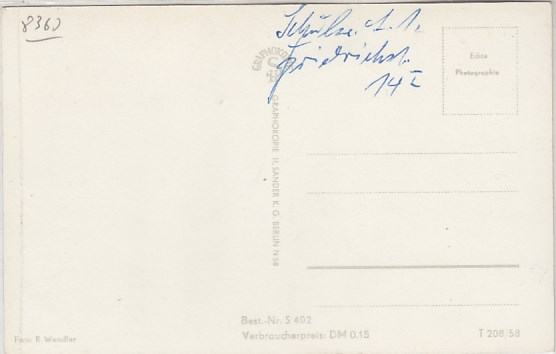 8360
Friedrichst.
14 I
Echte
Photographie
GRAPHOKOPIE H. SANDER K. G. BERLIN N 58
Best.-Nr. S 402
Verbraucherpreis: DM 0.15
T 208/58
Foto: R. Wendler